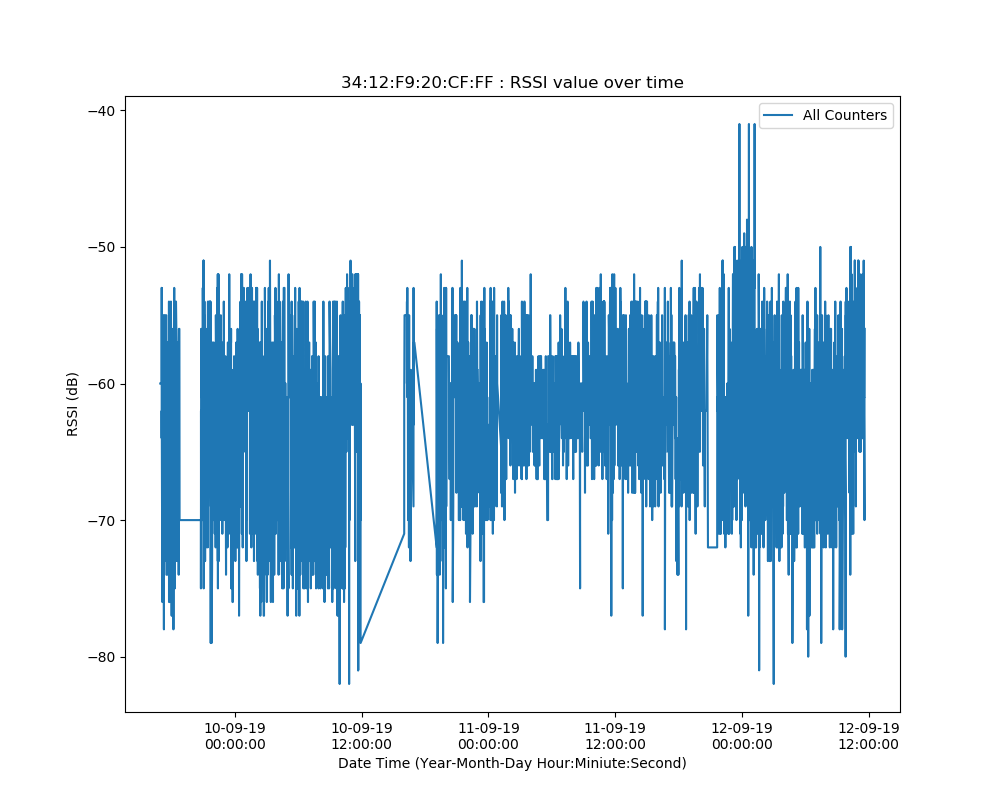 34:12:F9:20:CF:FF : RSSI value over time
All Counters
−40
−50
−60
−70
−80
RSSI (dB)
10-09-19 10-09-19 11-09-19 11-09-19 12-09-19 12-09-19
00:00:00 12:00:00 00:00:00 12:00:00 00:00:00 12:00:00
Date Time (Year-Month-Day Hour:Miniute:Second)